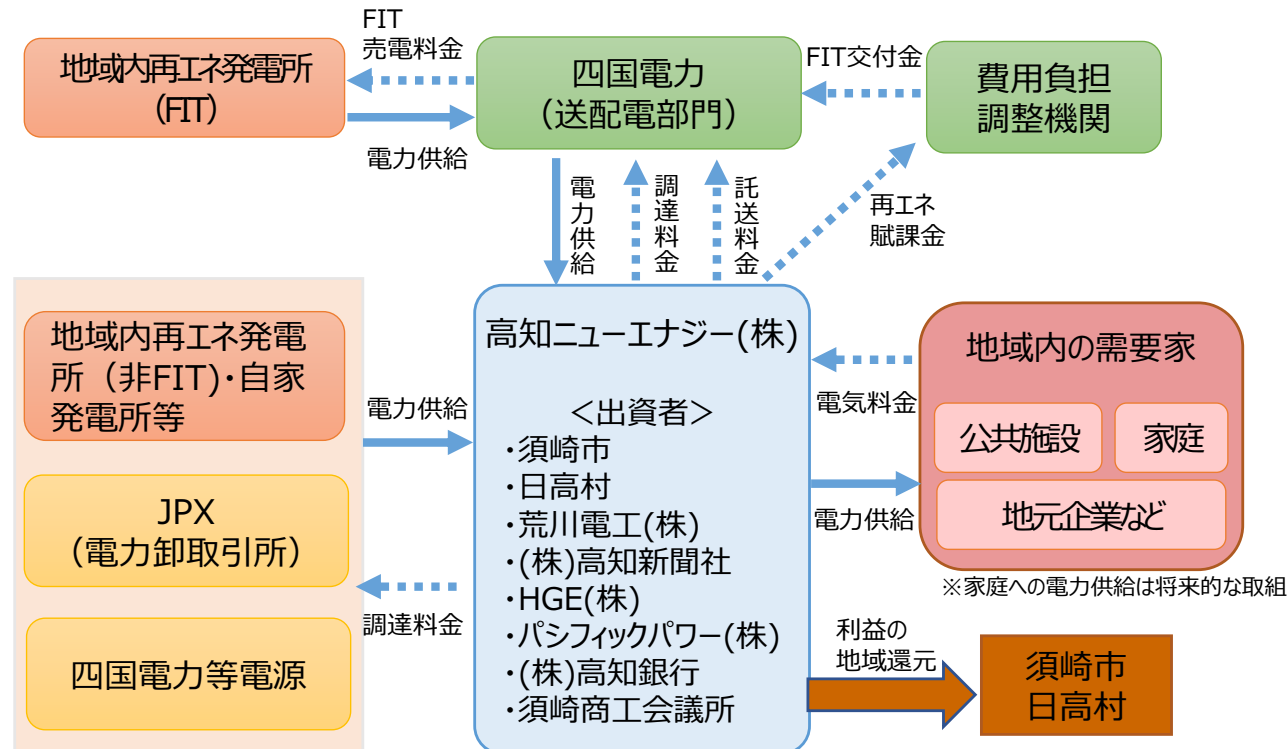 FIT
売電料金
地域内再エネ発電所
(FIT)
四国電力
（送配電部門）
FIT交付金
費用負担
調整機関
電力供給
電力供給
調達料金
託送料金
再エネ
賦課金
地域内再エネ発電
所（非FIT)・自家
発電所等
電力供給
JPX
（電力卸取引所）
調達料金
四国電力等電源
高知ニューエナジー(株)
＜出資者＞
・須崎市
・日高村
・荒川電工(株)
・(株)高知新聞社
・HGE(株)
・パシフィックパワー(株)
・(株)高知銀行
・須崎商工会議所
地域内の需要家
電気料金
公共施設
家庭
電力供給
地元企業など
※家庭への電力供給は将来的な取組
利益の
地域還元
須崎市
日高村